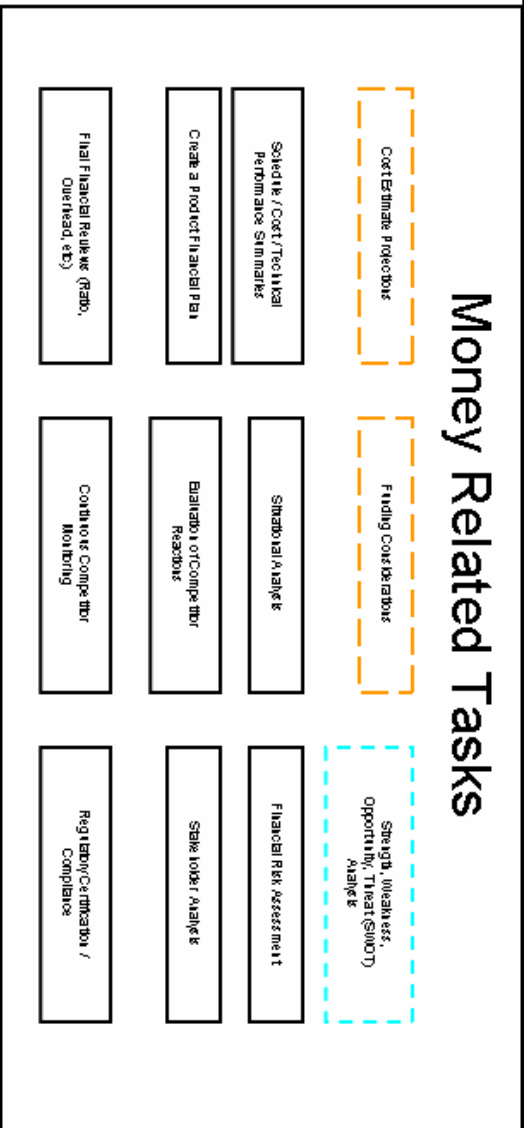 Money Related Tasks
Cost Estimate Projections
Funding Considerations
Strength, Weakness,
Opportunity, Threat (SWOT)
Analysis
Schedule / Cost / Technical
Performance Summaries
Situational Analysis
Financial Risk Assessment
Create a Product Financial Plan
Evaluation of Competitor
Reactions
Stakeholder Analysis
Final Financial Reviews (Ratio,
Overhead, etc)
Continuous Competitor
Monitoring
Regulatory/Certification /
Compliance